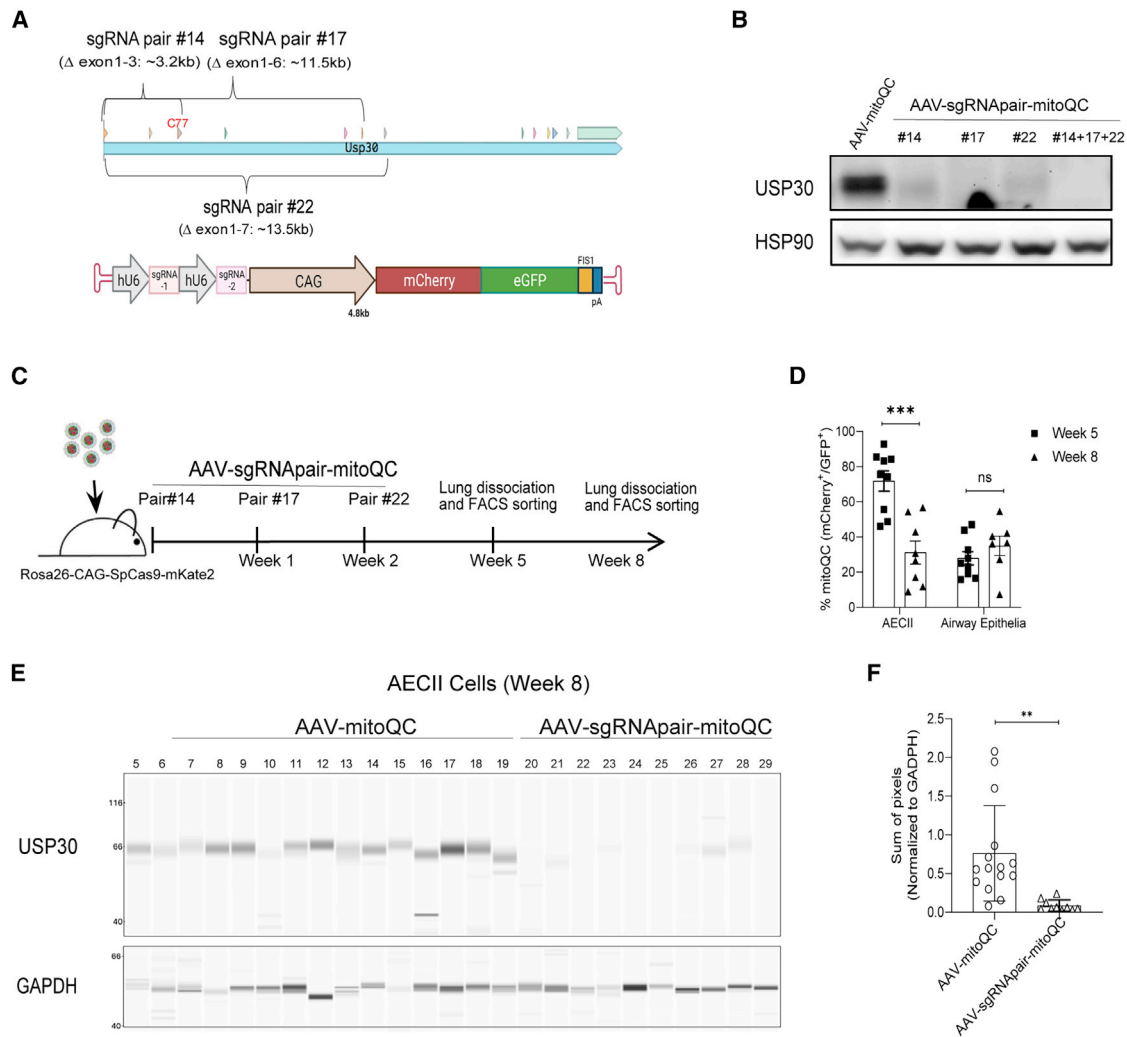 A
sgRNA pair #14 sgRNA pair #17
(Δ exon1-3: ~3.2kb) (Δ exon1-6: ~11.5kb)
C77
Usp30
sgRNA pair #22
(Δ exon1-7: ~13.5kb)
hU6 sgRNA -1 hU6 sgRNA -2 CAG mCherry eGFP FIS1
4.8kb pA
B
AAV-mitoQC
AAV-sgRNApair-mitoQC
#14 #17 #22 #14+17+22
USP30
HSP90
C
AAV-sgRNApair-mitoQC
Pair#14 Pair #17 Pair #22
Lung dissociation and FACS sorting
Lung dissociation and FACS sorting
Week 1 Week 2 Week 5 Week 8
Rosa26-CAG-SpCas9-mKate2
D
% mitoQC (mCherry+/GFP+)
100
80
60
40
20
0
***
ns
AECII Airway Epithelia
Week 5
Week 8
E
AECII Cells (Week 8)
AAV-mitoQC AAV-sgRNApair-mitoQC
5 6 7 8 9 10 11 12 13 14 15 16 17 18 19 20 21 22 23 24 25 26 27 28 29
116
USP30 66
40
66
GAPDH
40
F
Sum of pixels
(Normalized to GADPH)
2.5
2.0
1.5
1.0
0.5
0.0
**
AAV-mitoQC
AAV-sgRNApair-mitoQC